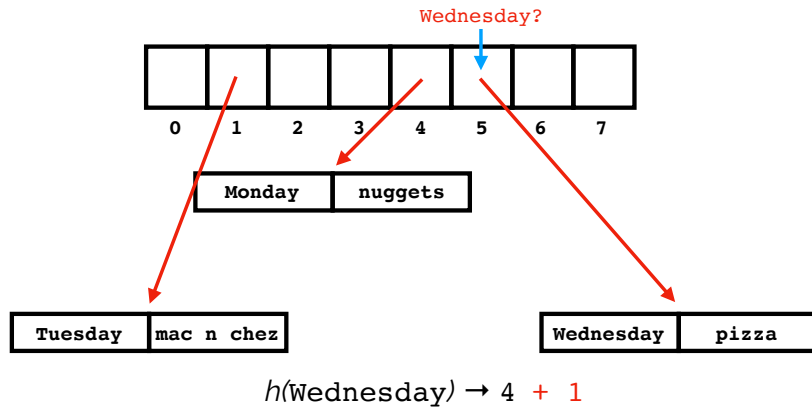 Wednesday?
0 1 2 3 4 5 6 7
Monday nuggets
Tuesday mac n chez
Wednesday pizza
h(Wednesday) → 4 + 1